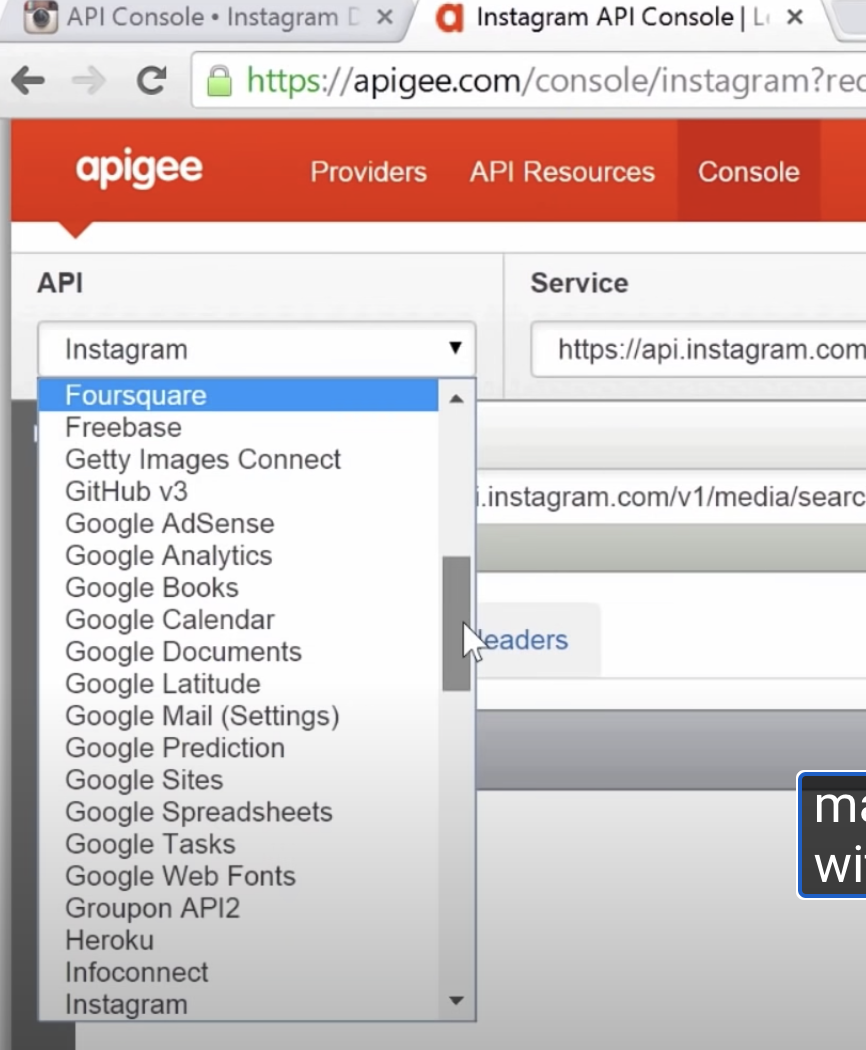 API Console • Instagram
Instagram API Console |
https://apigee.com/console/instagram?rec
apigee
Providers
API Resources
Console
API
Service
Instagram
https://api.instagram.com
Foursquare
Freebase
Getty Images Connect
GitHub v3
i.instagram.com/v1/media/searc
Google AdSense
Google Analytics
Google Books
Google Calendar
Google Documents
eaders
Google Latitude
Google Mail (Settings)
Google Prediction
Google Sites
Google Spreadsheets
Google Tasks
Google Web Fonts
Groupon API2
Heroku
Infoconnect
Instagram
ma
wi